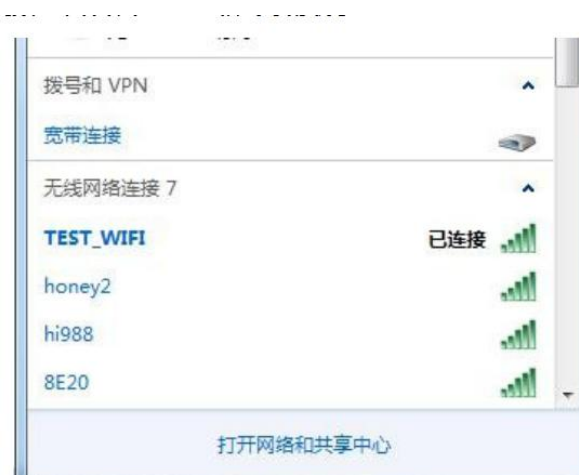 拨号和 VPN
宽带连接
无线网络连接 7
TEST_WIFI 已连接
honey2
hi988
8E20
打开网络和共享中心